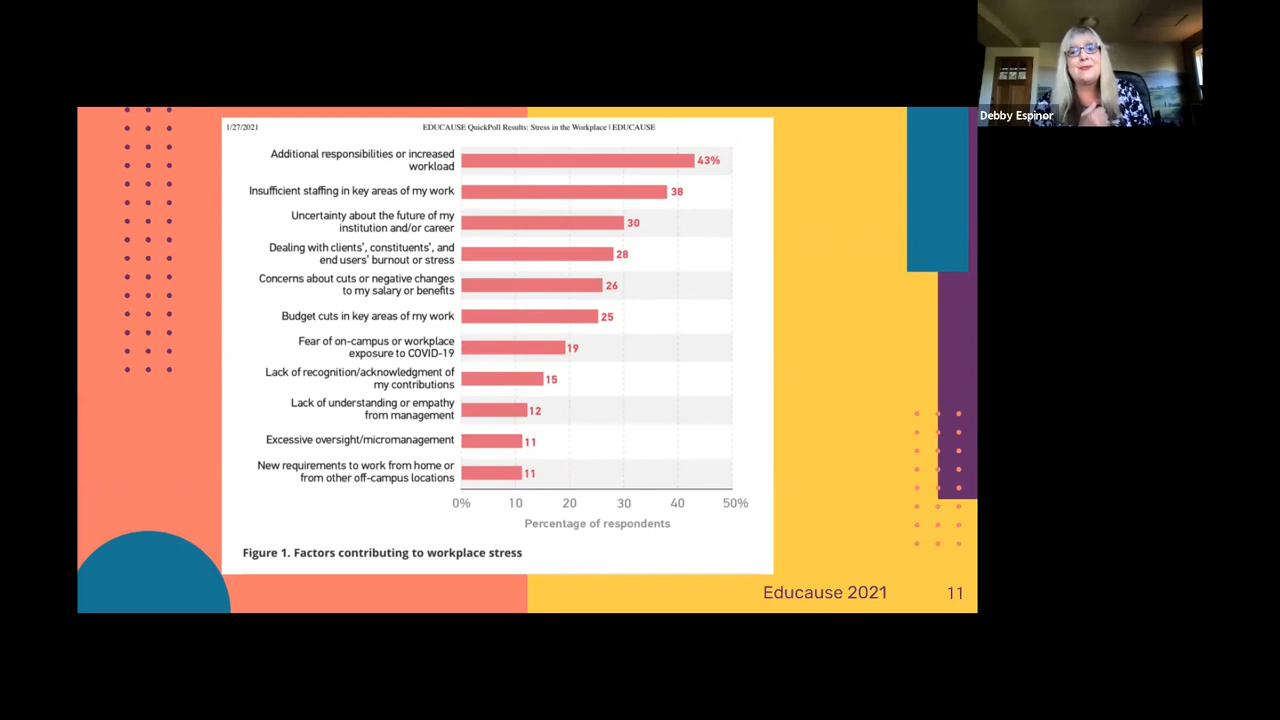 Debby Espinor
1/27/2021
EDUCAUSE QuickPoll Results: Stress in the Workplace | EDUCAUSE
Additional responsibilities or increased
workload
43%
Insufficient staffing in key areas of my work
38
Uncertainty about the future of my
institution and/or career
30
Dealing with clients', constituents', and
end users' burnout or stress
28
Concerns about cuts or negative changes
to my salary or benefits
26
Budget cuts in key areas of my work
25
Fear of on-campus or workplace
exposure to COVID-19
19
Lack of recognition/acknowledgment of
my contributions
15
Lack of understanding or empathy
from management
12
Excessive oversight/micromanagement
11
New requirements to work from home or
from other off-campus locations
11
0% 10 20 30 40 50%
Percentage of respondents
Figure 1. Factors contributing to workplace stress
Educause 2021
11